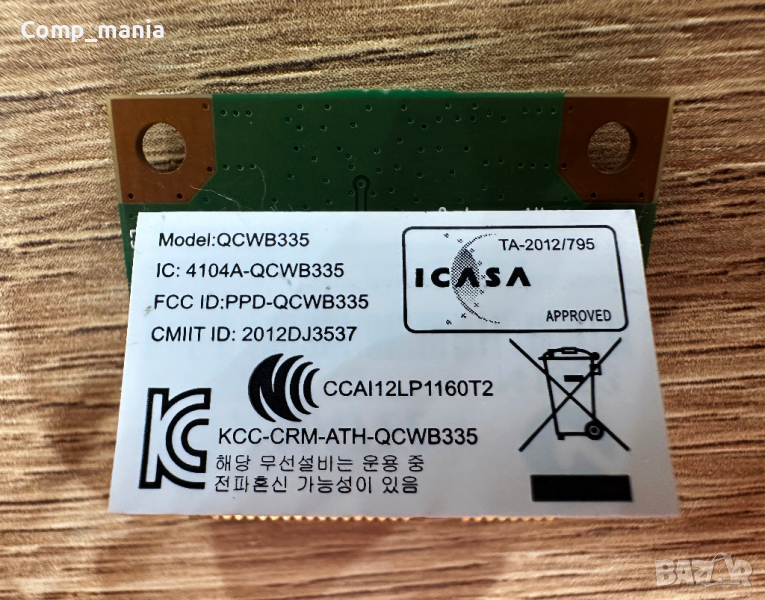 Comp_mania
Model:QCWB335
IC: 4104A-QCWB335
FCC ID:PPD-QCWB335
CMIIT ID: 2012DJ3537
TA-2012/795
ICASA
APPROVED
CCAI12LP1160T2
KCC-CRM-ATH-QCWB335
해당 무선설비는 운용 중
전파혼신 가능성이 있음
BAZAR